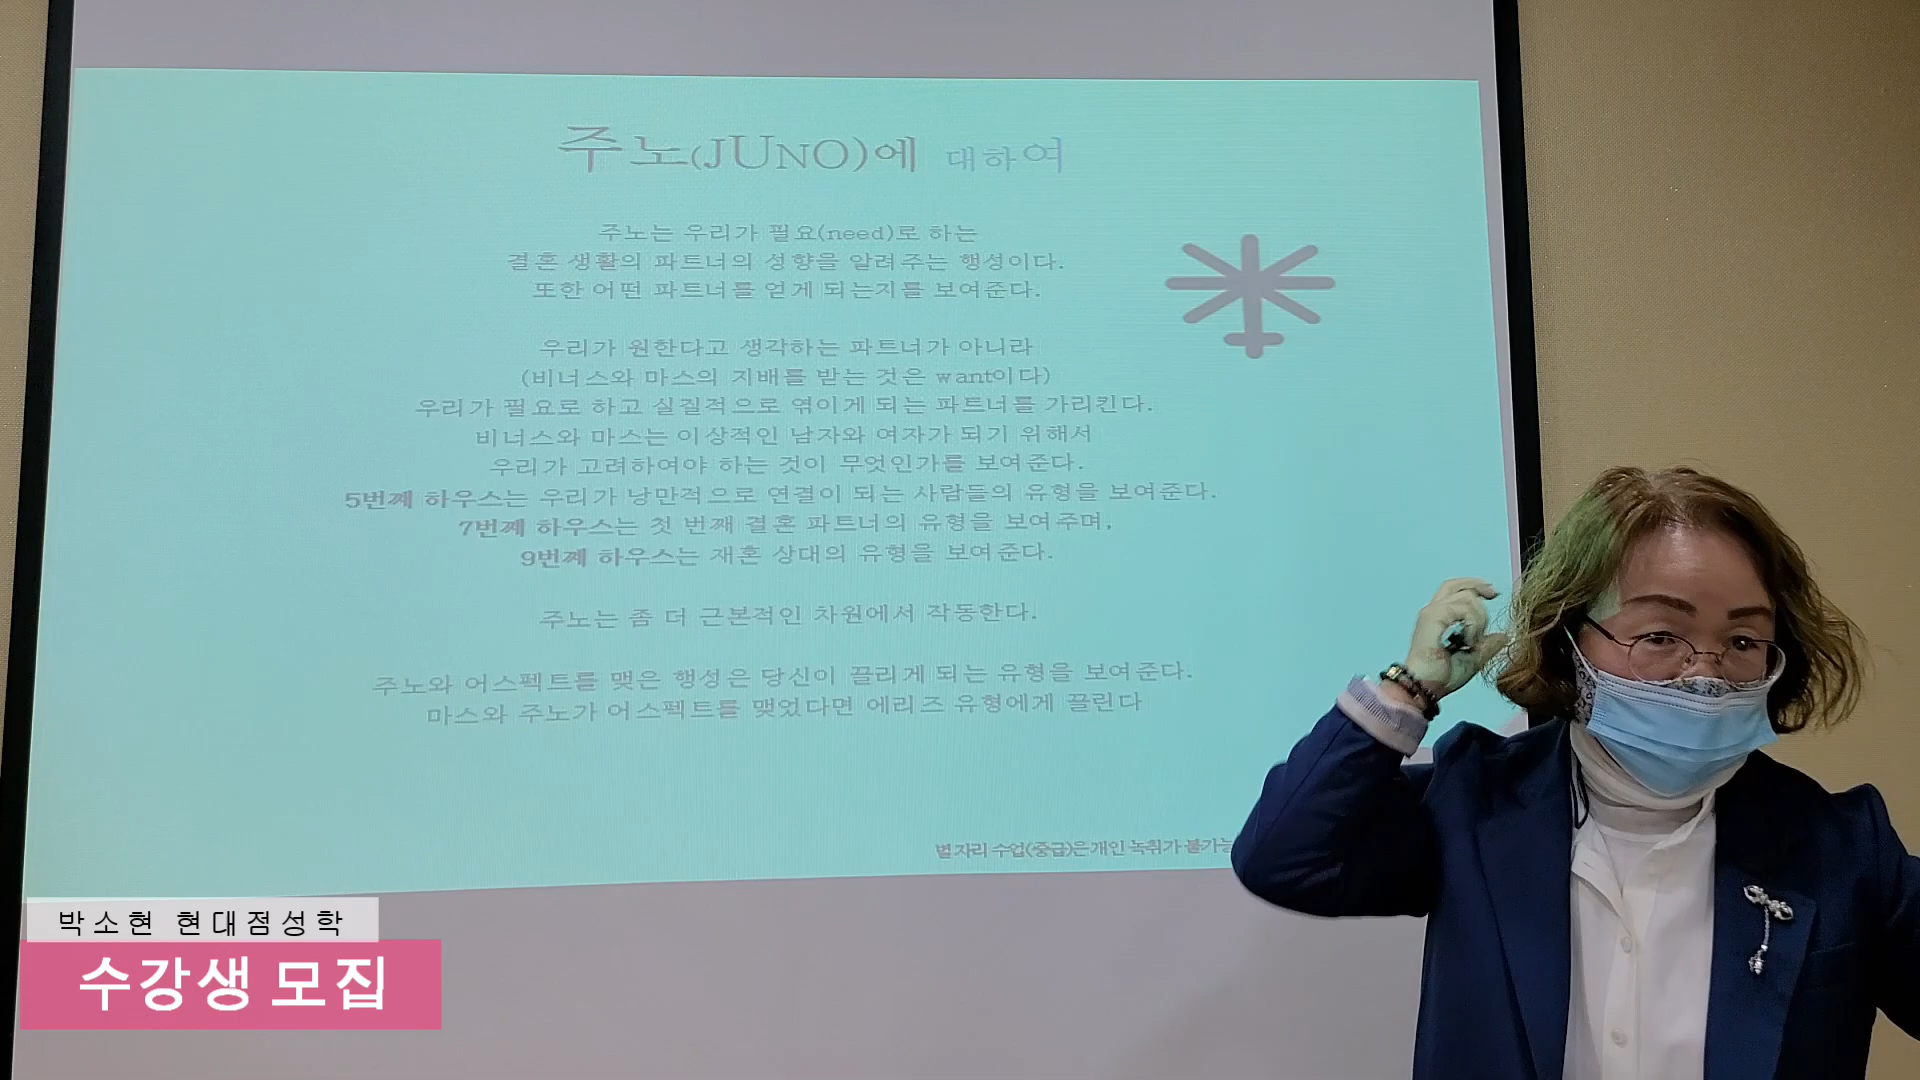 주노(JUNO)에 대하여
주노는 우리가 필요(need)로 하는
결혼 생활의 파트너의 성향을 알려주는 행성이다.
또한 어떤 파트너를 얻게 되는지를 보여준다.
우리가 원한다고 생각하는 파트너가 아니라
(비너스와 마스의 지배를 받는 것은 want이다)
우리가 필요로 하고 실질적으로 엮이게 되는 파트너를 가리킨다.
비너스와 마스는 이상적인 남자와 여자가 되기 위해서
우리가 고려하여야 하는 것이 무엇인가를 보여준다.
5번째 하우스는 우리가 낭만적으로 연결이 되는 사람들의 유형을 보여준다.
7번째 하우스는 첫 번째 결혼 파트너의 유형을 보여주며,
9번째 하우스는 재혼 상대의 유형을 보여준다.
주노는 좀 더 근본적인 차원에서 작동한다.
주노와 어스펙트를 맺은 행성은 당신이 끌리게 되는 유형을 보여준다.
마스와 주노가 어스펙트를 맺었다면 에리즈 유형에게 끌린다
별자리 수업(중급)은 개인 녹취가 불가능
박소현 현대점성학
수강생 모집